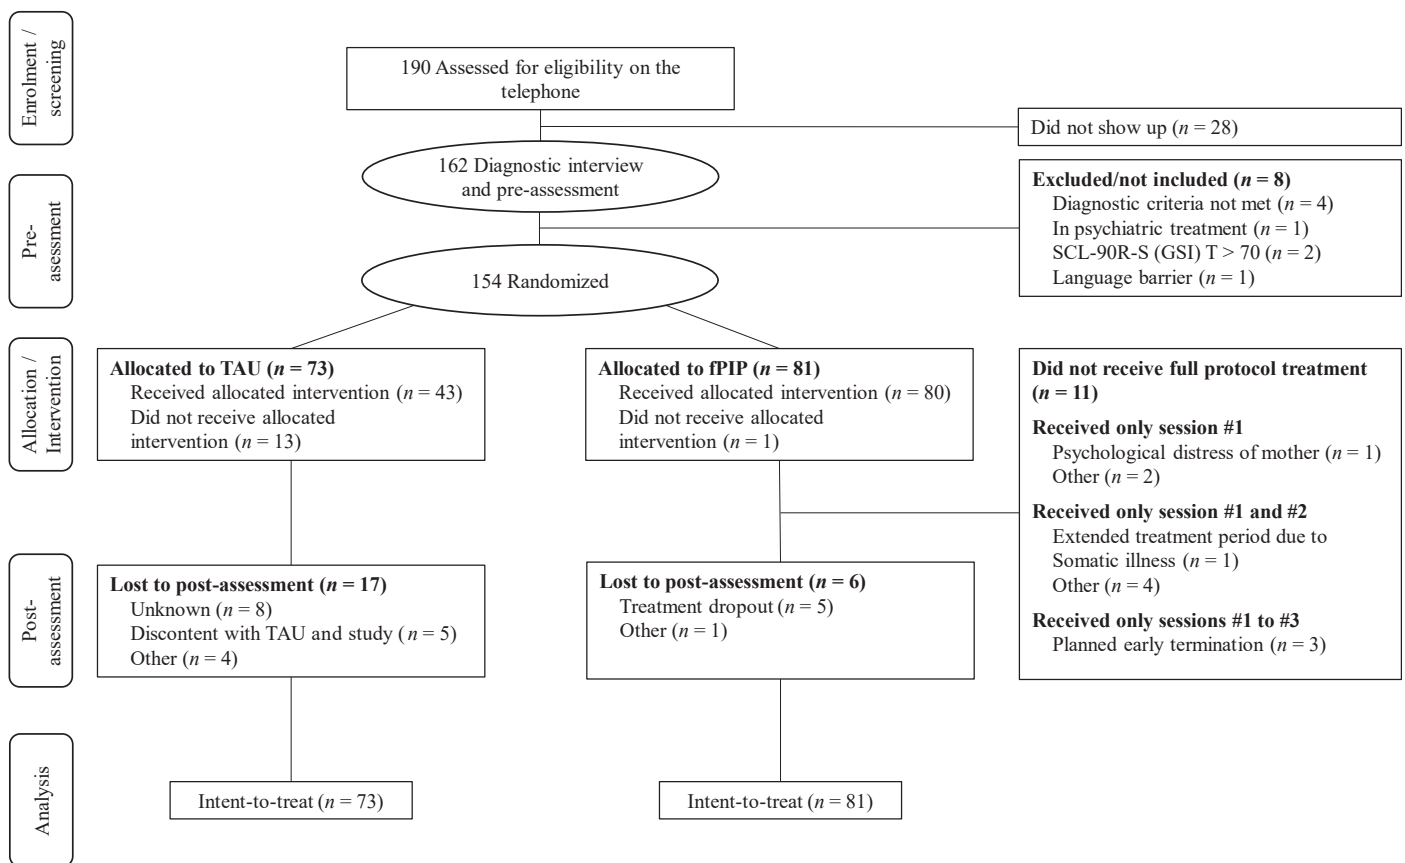 Enrolment /
screening
190 Assessed for eligibility on the
telephone
Did not show up (n = 28)
162 Diagnostic interview
and pre-assessment
Pre-
asessment
Excluded/not included (n = 8)
Diagnostic criteria not met (n = 4)
In psychiatric treatment (n = 1)
SCL-90R-S (GSI) T > 70 (n = 2)
Language barrier (n = 1)
154 Randomized
Allocation /
Intervention
Allocated to TAU (n = 73)
Received allocated intervention (n = 43)
Did not receive allocated
intervention (n = 13)
Allocated to fPIP (n = 81)
Received allocated intervention (n = 80)
Did not receive allocated
intervention (n = 1)
Did not receive full protocol treatment
(n = 11)
Received only session #1
Psychological distress of mother (n = 1)
Other (n = 2)
Received only session #1 and #2
Extended treatment period due to
Somatic illness (n = 1)
Other (n = 4)
Received only sessions #1 to #3
Planned early termination (n = 3)
Post-
assessment
Lost to post-assessment (n = 17)
Unknown (n = 8)
Discontent with TAU and study (n = 5)
Other (n = 4)
Lost to post-assessment (n = 6)
Treatment dropout (n = 5)
Other (n = 1)
Analysis
Intent-to-treat (n = 73)
Intent-to-treat (n = 81)